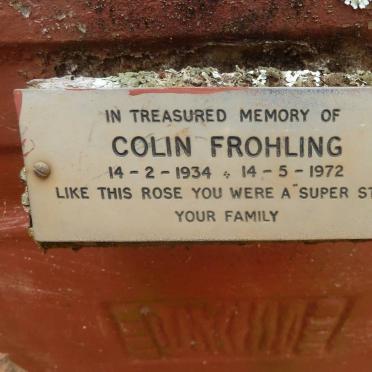 IN TREASURED MEMORY OF
COLIN FROHLING
14 - 2 - 1934 - 14 - 5 - 1972
LIKE THIS ROSE YOU WERE A "SUPER ST
YOUR FAMILY